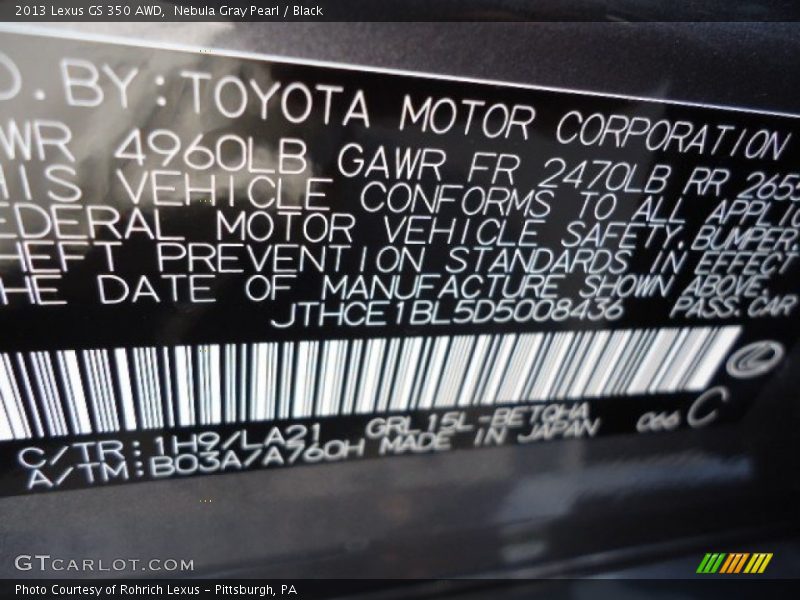 2013 Lexus GS 350 AWD, Nebula Gray Pearl / Black
D. BY: TOYOTA MOTOR CORPORATION
WR 4960LB GAWR FR 2470LB RR 265
HIS VEHICLE CONFORMS TO ALL APPLIC
EDERAL MOTOR VEHICLE SAFETY, BUMPER,
HEFT PREVENTION STANDARDS IN EFFECT
HE DATE OF MANUFACTURE SHOWN ABOVE.
JTHCE1BL5D5008436 PASS.CAR
C/TR: 1H9/LA21 GRL15L-BETQHA 066 C
A/TM: B03A/A760H MADE IN JAPAN
GTCARLOT.COM
Photo Courtesy of Rohrich Lexus - Pittsburgh, PA